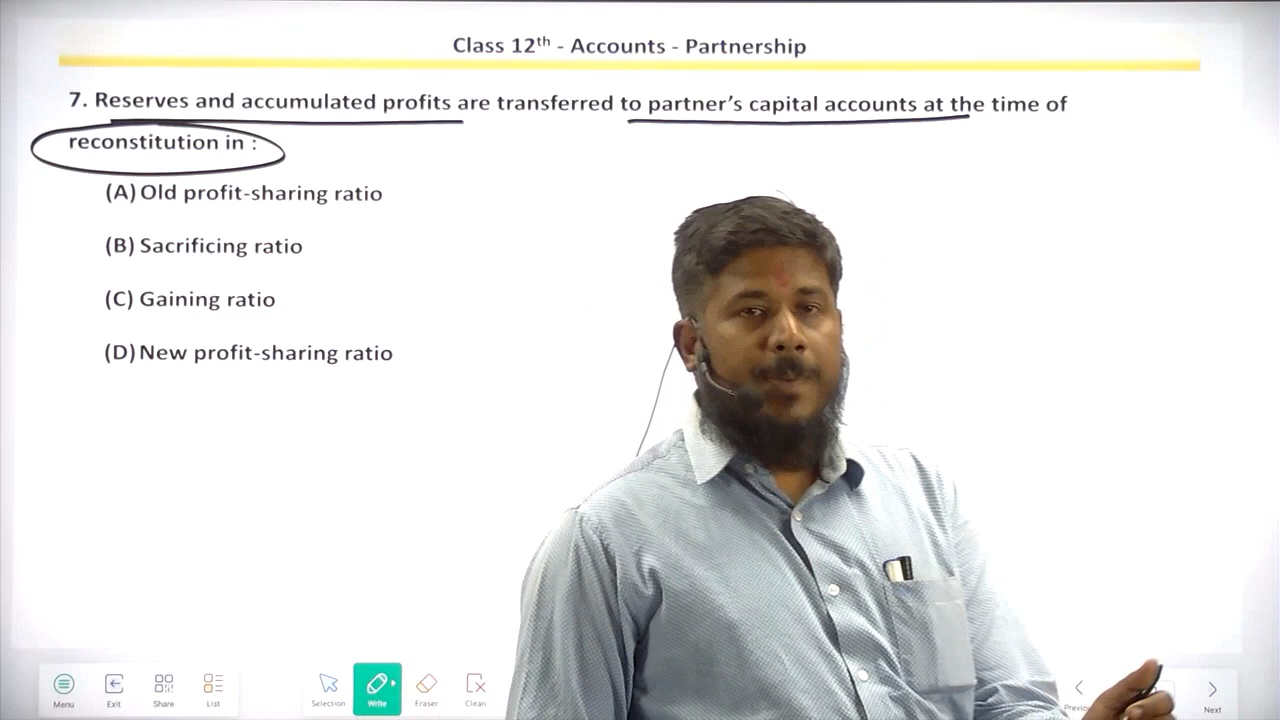 Class 12th - Accounts - Partnership
7. Reserves and accumulated profits are transferred to partner's capital accounts at the time of
reconstitution in :
(A) Old profit-sharing ratio
(B) Sacrificing ratio
(C) Gaining ratio
(D) New profit-sharing ratio
Menu Exit Share List Selection Write Eraser Clean Previo Next